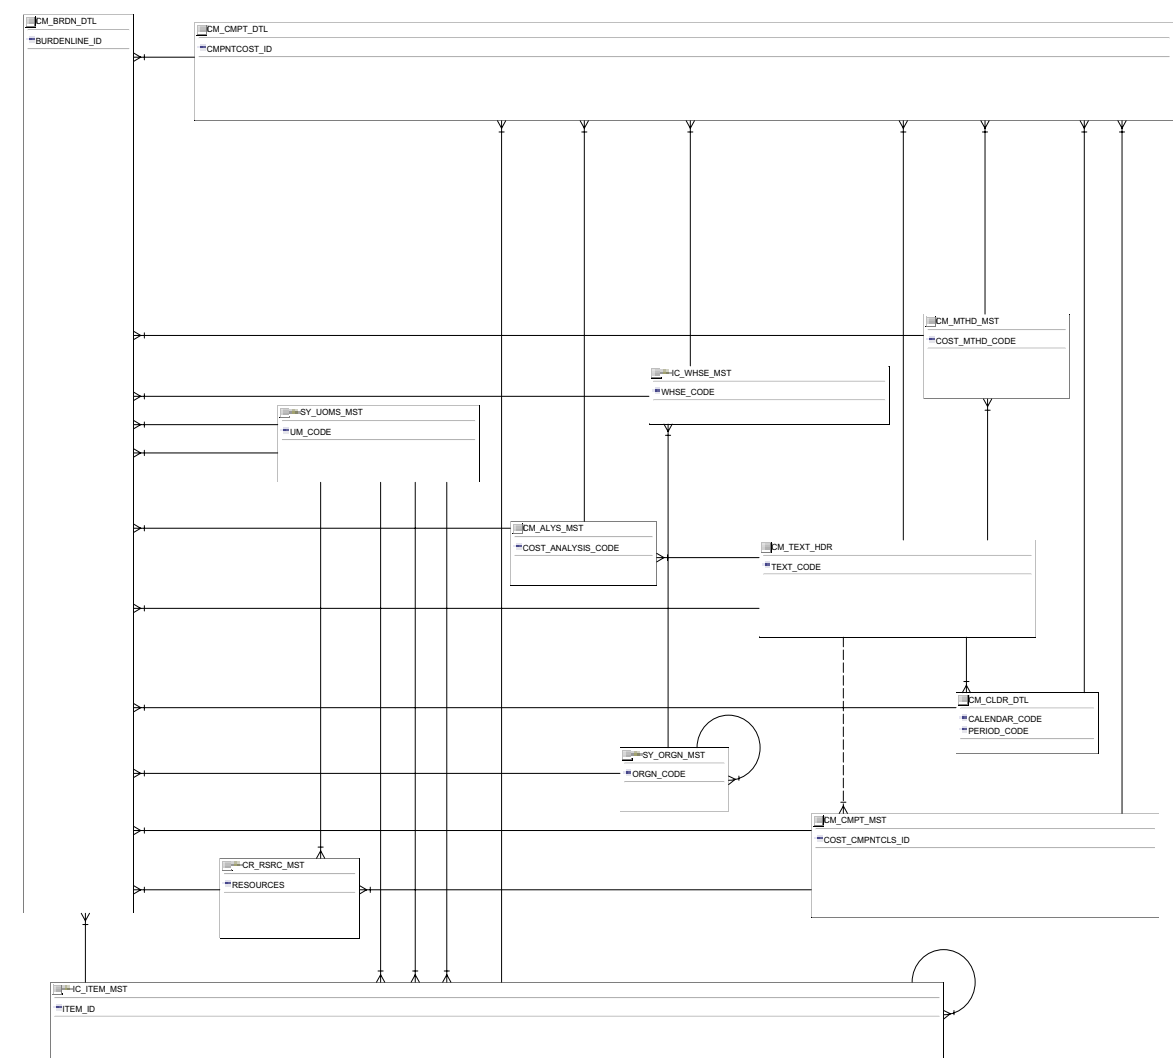 CM_BRDN_DTL
BURDENLINE_ID
CM_CMPT_DTL
CMPNTCOST_ID
CM_MTHD_MST
COST_MTHD_CODE
IC_WHSE_MST
WHSE_CODE
SY_UOMS_MST
UM_CODE
CM_ALYS_MST
COST_ANALYSIS_CODE
CM_TEXT_HDR
TEXT_CODE
CM_CLDR_DTL
CALENDAR_CODE
PERIOD_CODE
SY_ORGN_MST
ORGN_CODE
CM_CMPT_MST
COST_CMPNTCLS_ID
CR_RSRC_MST
RESOURCES
IC_ITEM_MST
ITEM_ID